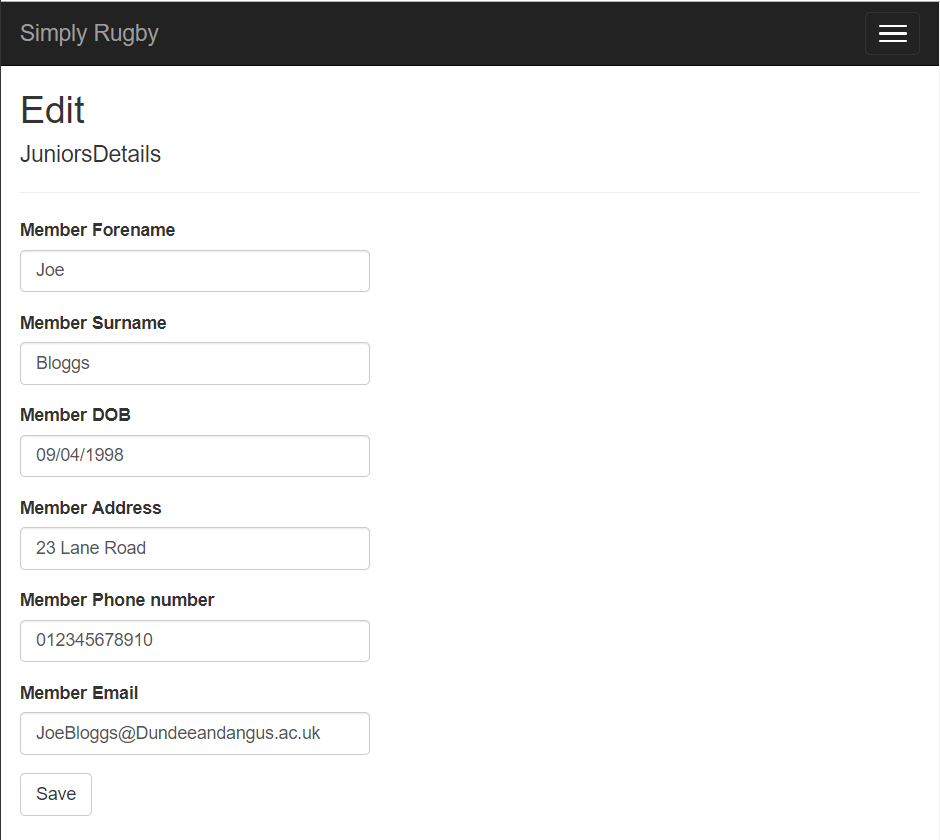 Simply Rugby
Edit
JuniorsDetails
Member Forename
Joe
Member Surname
Bloggs
Member DOB
09/04/1998
Member Address
23 Lane Road
Member Phone number
012345678910
Member Email
JoeBloggs@Dundeeandangus.ac.uk
Save